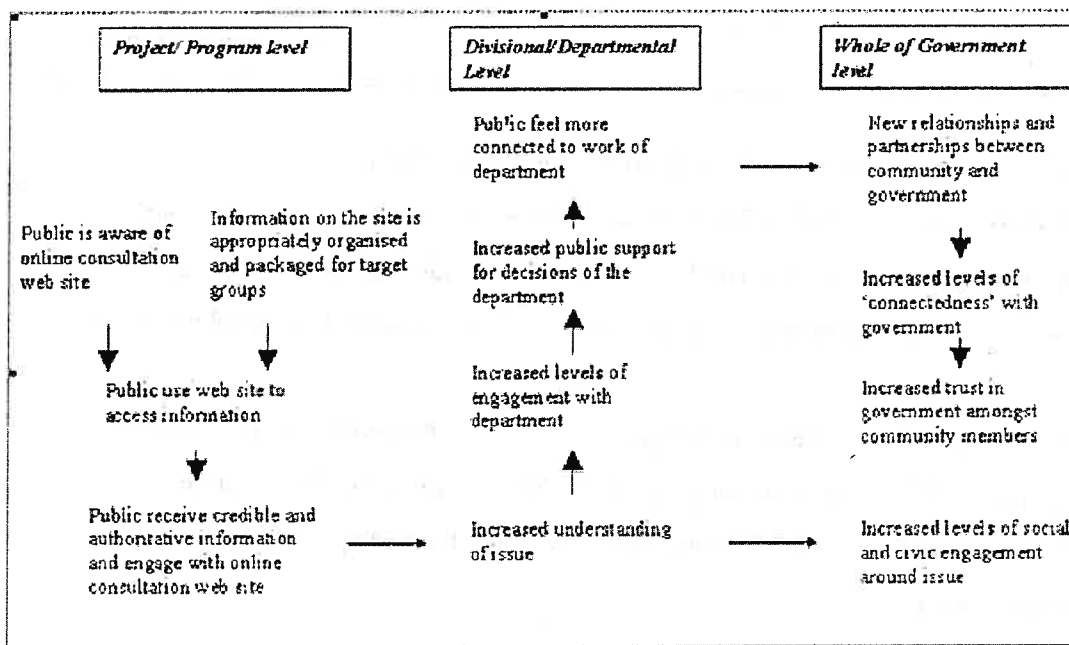 Project/ Program level
Divisional/Departmental
Level
Whole of Government
level
Public is aware of
online consultation
web site
Information on the site is
appropriately organised
and packaged for target
groups
Public use web site to
access information
Public receive credible and
authoritative information
and engage with online
consultation web site
Public feel more
connected to work of
department
Increased public support
for decisions of the
department
Increased levels of
engagement with
department
Increased understanding
of issue
New relationships and
partnerships between
community and
government
Increased levels of
'connectedness' with
government
Increased trust in
government amongst
community members
Increased levels of social
and civic engagement
around issue